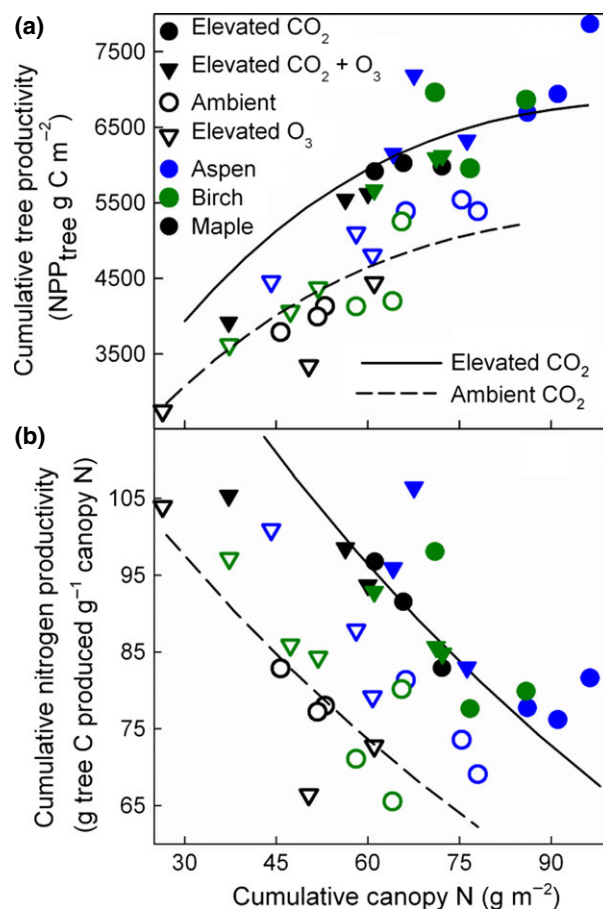 (a)
Cumulative tree productivity
(NPPtree g C m⁻²)
7500
6500
5500
4500
3500
Elevated CO₂
Elevated CO₂ + O₃
Ambient
Elevated O₃
Aspen
Birch
Maple
Elevated CO₂
Ambient CO₂
(b)
Cumulative nitrogen productivity
(g tree C produced g⁻¹ canopy N)
105
95
85
75
65
30 45 60 75 90
Cumulative canopy N (g m⁻²)